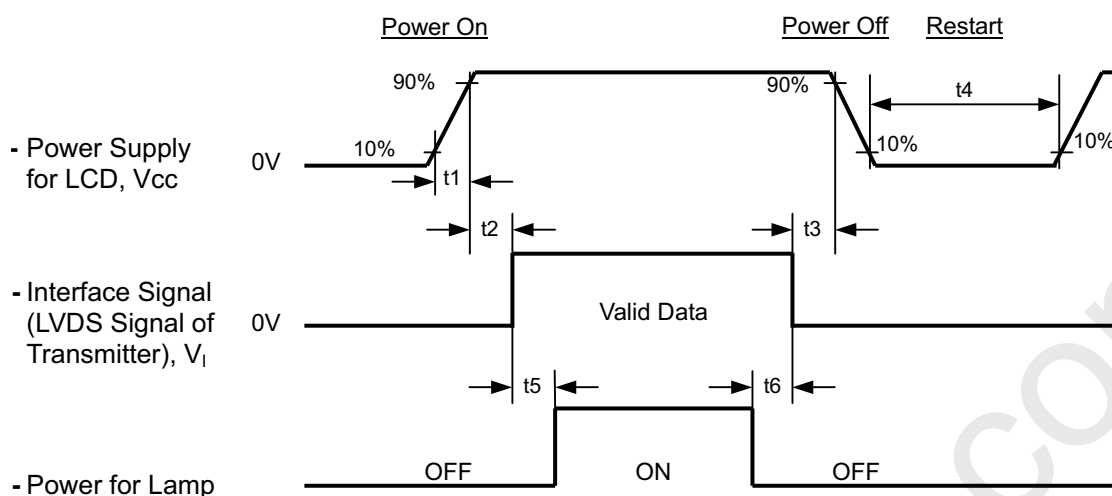 Power On
Power Off
Restart
90%
90%
t4
10%
10%
10%
- Power Supply
for LCD, Vcc
0V
t1
t2
t3
- Interface Signal
(LVDS Signal of
Transmitter), VI
0V
Valid Data
t5
t6
- Power for Lamp
OFF
ON
OFF